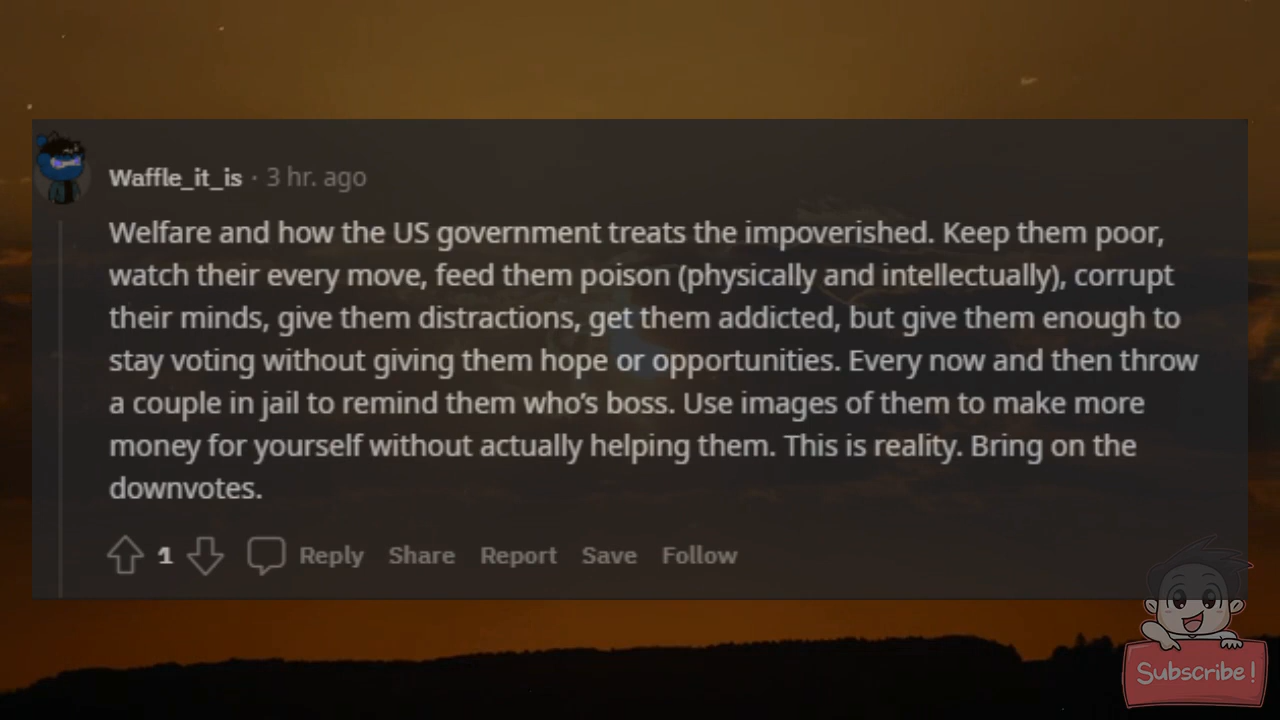 Waffle_it_is · 3 hr. ago
Welfare and how the US government treats the impoverished. Keep them poor,
watch their every move, feed them poison (physically and intellectually), corrupt
their minds, give them distractions, get them addicted, but give them enough to
stay voting without giving them hope or opportunities. Every now and then throw
a couple in jail to remind them who’s boss. Use images of them to make more
money for yourself without actually helping them. This is reality. Bring on the
downvotes.
1 Reply Share Report Save Follow
Subscribe!